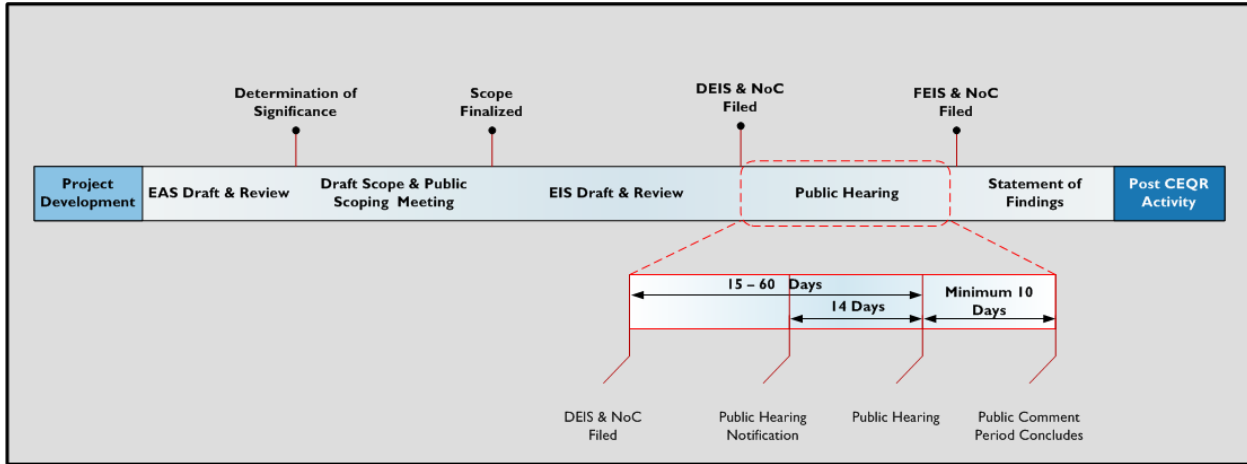 Determination of
Significance
Scope
Finalized
DEIS & NoC
Filed
FEIS & NoC
Filed
Project
Development
EAS Draft & Review
Draft Scope & Public
Scoping Meeting
EIS Draft & Review
Public Hearing
Statement of
Findings
Post CEQR
Activity
15 – 60 Days
14 Days
Minimum 10
Days
DEIS & NoC
Filed
Public Hearing
Notification
Public Hearing
Public Comment
Period Concludes